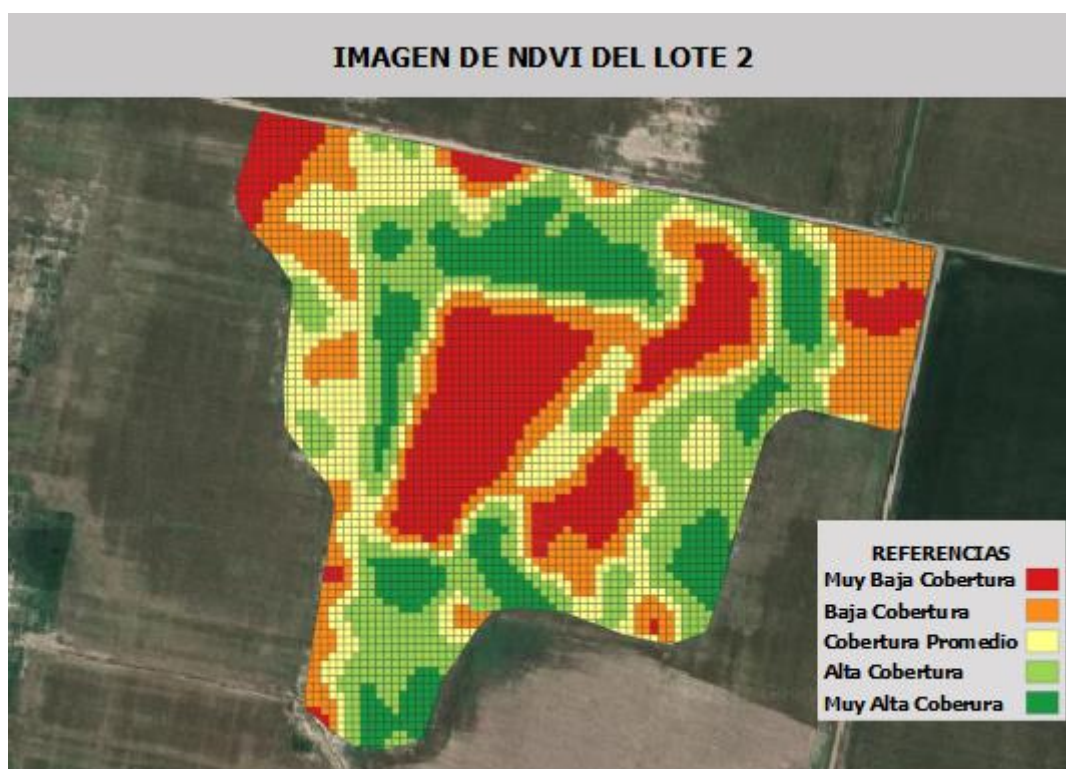 IMAGEN DE NDVI DEL LOTE 2
REFERENCIAS
Muy Baja Cobertura
Baja Cobertura
Cobertura Promedio
Alta Cobertura
Muy Alta Coberura